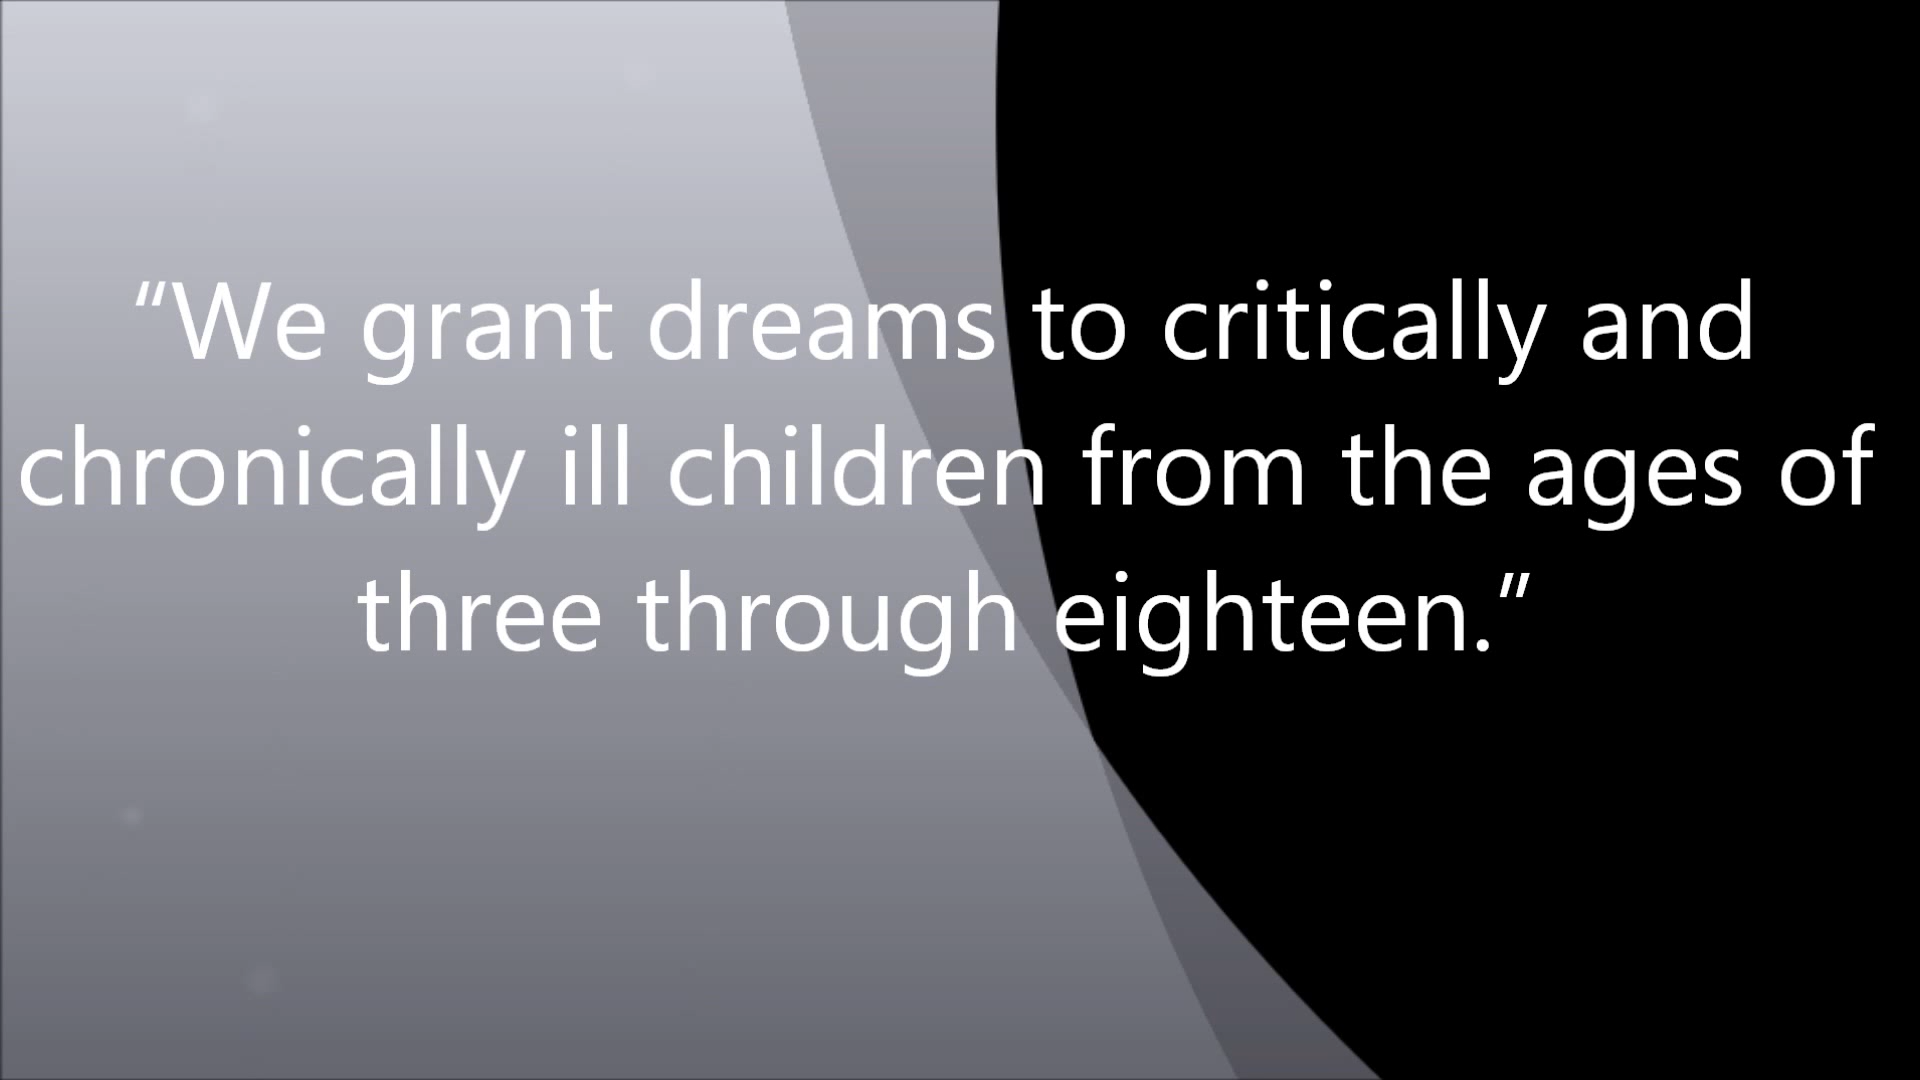 “We grant dreams to critically and
chronically ill children from the ages of
three through eighteen.”